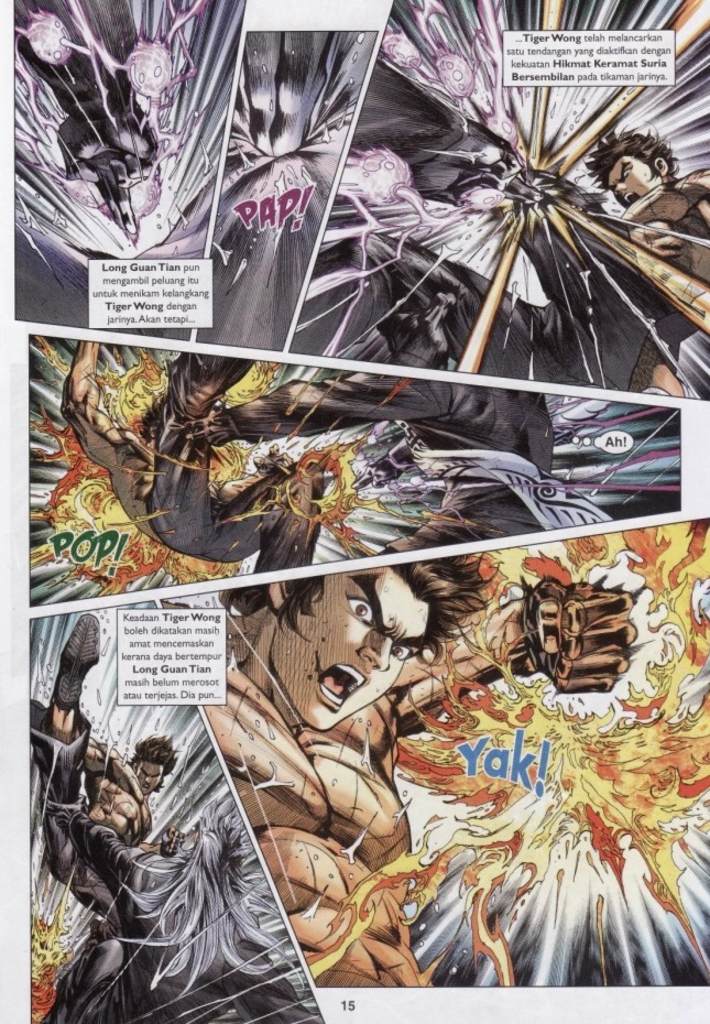 Long Guan Tian pun
mengambil peluang itu
untuk menikam kelangkang
Tiger Wong dengan
jarinya. Akan tetapi...
PAP!
...Tiger Wong telah melancarkan
satu tendangan yang diaktifkan dengan
kekuatan Hikmat Keramat Suria
Bersembilan pada tikaman jarinya.
POP!
Ah!
Keadaan Tiger Wong
boleh dikatakan masih
amat mencemaskan
kerana daya bertempur
Long Guan Tian
masih belum merosot
atau terjejas. Dia pun...
Yak!
15